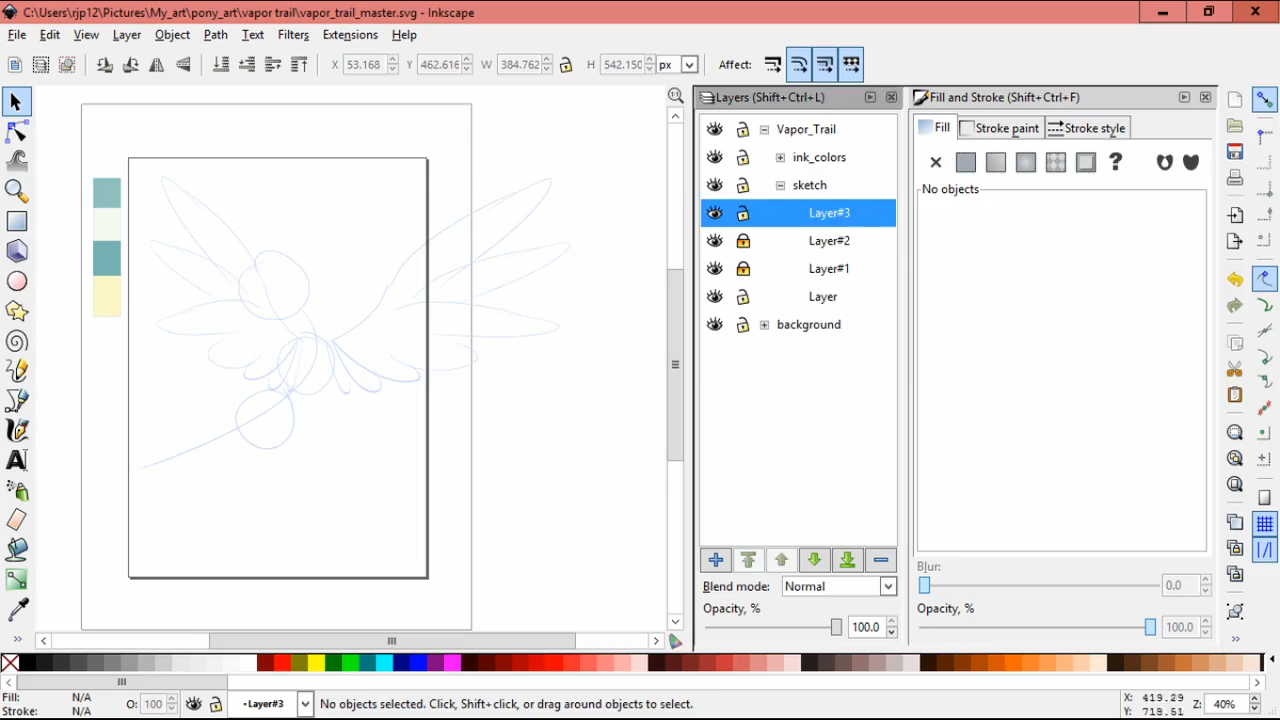 C:\Users\rjp12\Pictures\My_art\pony_art\vapor trail\vapor_trail_master.svg - Inkscape
File Edit View Layer Object Path Text Filters Extensions Help
X 53.168 Y 462.616 W 384.762 H 542.150 px Affect:
Layers (Shift+Ctrl+L)
Vapor_Trail
ink_colors
sketch
Layer#3
Layer#2
Layer#1
Layer
background
Blend mode: Normal
Opacity, % 100.0
Fill and Stroke (Shift+Ctrl+F)
Fill Stroke paint Stroke style
?
No objects
Blur:
0.0
Opacity, %
100.0
Fill: N/A
Stroke: N/A
O: 100
•Layer#3
No objects selected. Click, Shift+click, or drag around objects to select.
X: 419.29
Y: 718.51
Z: 40%